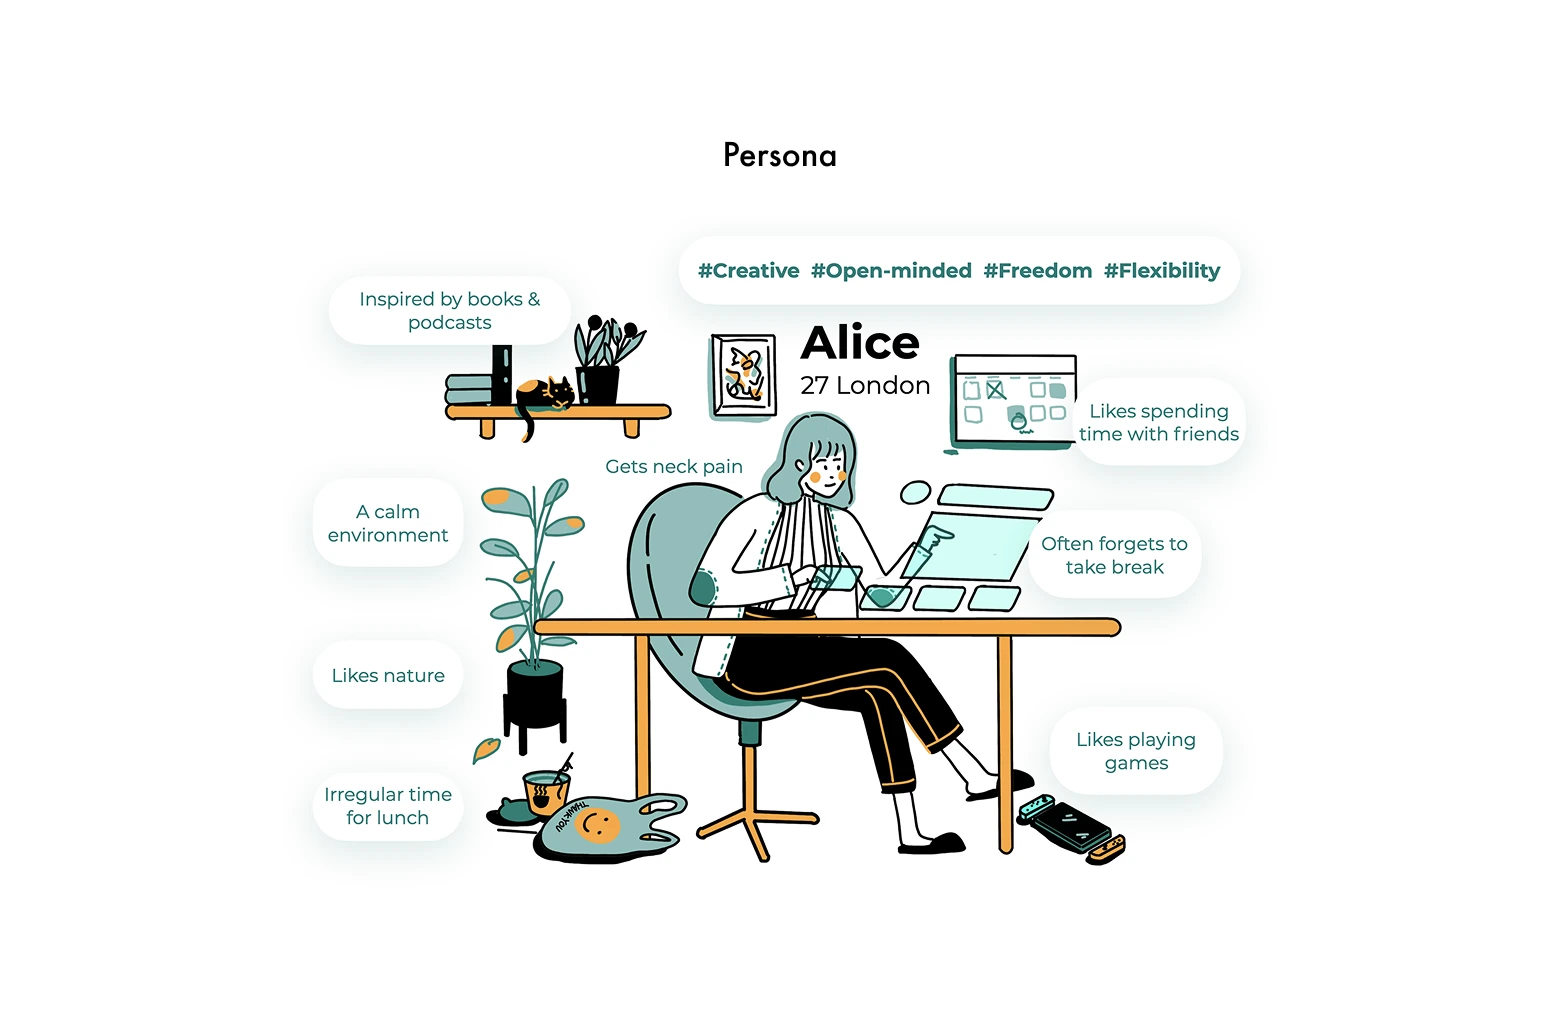 Persona
#Creative #Open-minded #Freedom #Flexibility
Inspired by books &
podcasts
Alice
27 London
Likes spending
time with friends
Gets neck pain
A calm
environment
Often forgets to
take break
Likes nature
Likes playing
games
Irregular time
for lunch
THANK YOU